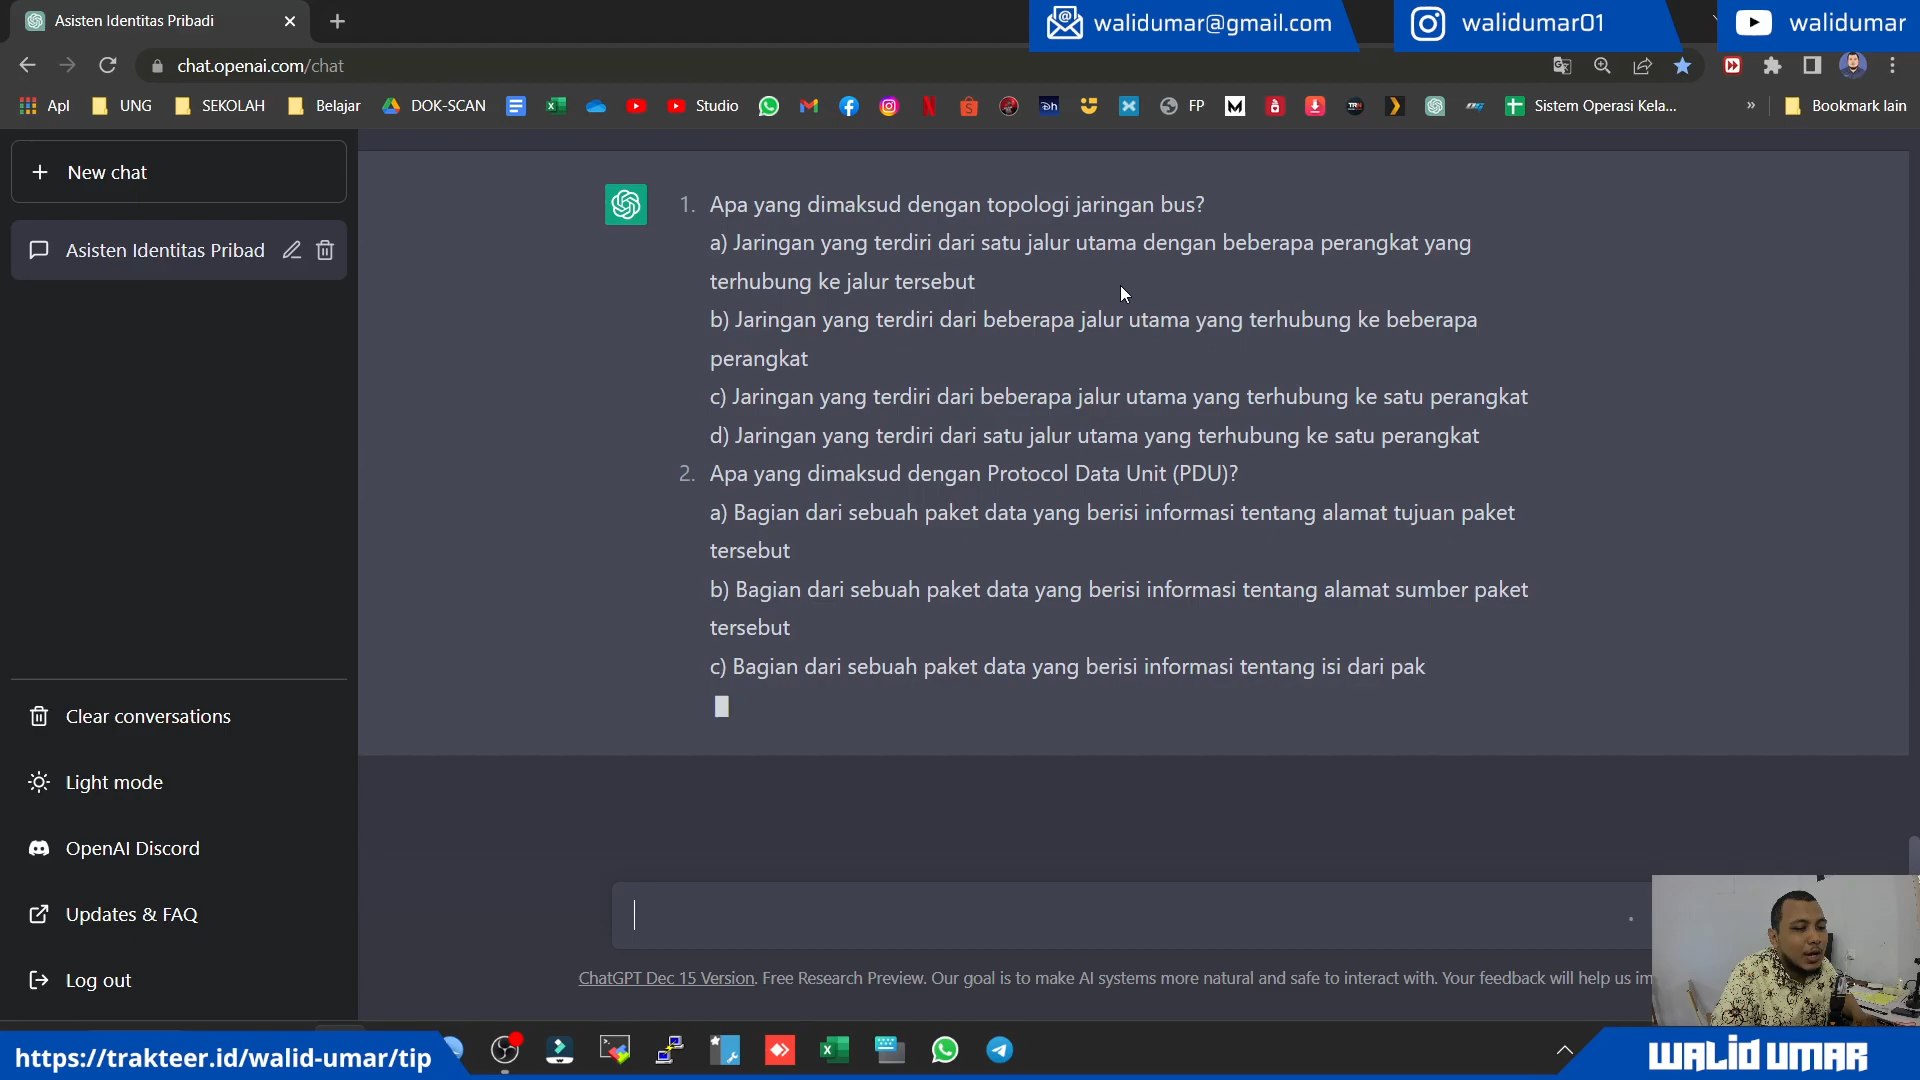 Asisten Identitas Pribadi
walidumar@gmail.com
walidumar01
walidumar
chat.openai.com/chat
Apl
UNG
SEKOLAH
Belajar
DOK-SCAN
Studio
FP
Sistem Operasi Kela...
»
Bookmark lain
+ New chat
Asisten Identitas Pribad
1. Apa yang dimaksud dengan topologi jaringan bus?
a) Jaringan yang terdiri dari satu jalur utama dengan beberapa perangkat yang
terhubung ke jalur tersebut
b) Jaringan yang terdiri dari beberapa jalur utama yang terhubung ke beberapa
perangkat
c) Jaringan yang terdiri dari beberapa jalur utama yang terhubung ke satu perangkat
d) Jaringan yang terdiri dari satu jalur utama yang terhubung ke satu perangkat
2. Apa yang dimaksud dengan Protocol Data Unit (PDU)?
a) Bagian dari sebuah paket data yang berisi informasi tentang alamat tujuan paket
tersebut
b) Bagian dari sebuah paket data yang berisi informasi tentang alamat sumber paket
tersebut
c) Bagian dari sebuah paket data yang berisi informasi tentang isi dari pak
Clear conversations
Light mode
OpenAI Discord
Updates & FAQ
Log out
ChatGPT Dec 15 Version. Free Research Preview. Our goal is to make AI systems more natural and safe to interact with. Your feedback will help us im
https://trakteer.id/walid-umar/tip
WALID UMAR